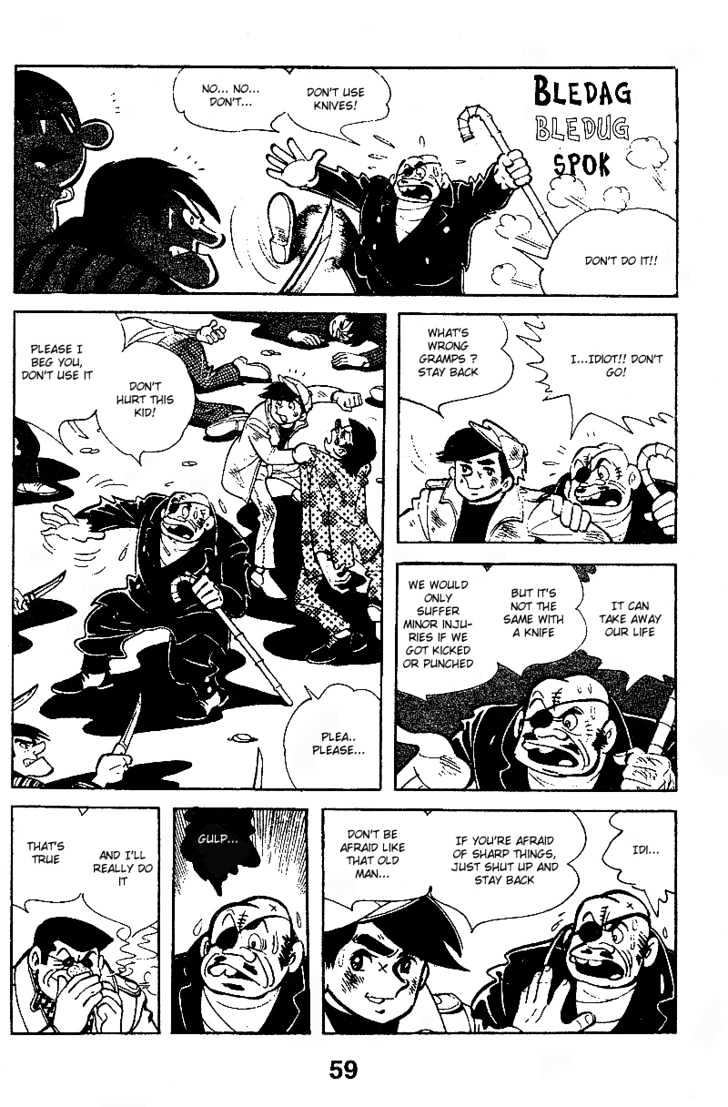 NO... NO...
DON'T...
DON'T USE
KNIVES!
BLEDAG
BLEDUG
SPOK
DON'T DO IT!!
PLEASE I
BEG YOU,
DON'T USE IT
DON'T
HURT THIS
KID!
PLEA..
PLEASE...
WHAT'S
WRONG
GRAMPS ?
STAY BACK
I...IDIOT!! DON'T
GO!
WE WOULD
ONLY
SUFFER
MINOR INJU-
RIES IF WE
GOT KICKED
OR PUNCHED
BUT IT'S
NOT THE
SAME WITH
A KNIFE
IT CAN
TAKE AWAY
OUR LIFE
THAT'S
TRUE
AND I'LL
REALLY DO
IT
GULP...
DON'T BE
AFRAID LIKE
THAT OLD
MAN...
IF YOU'RE AFRAID
OF SHARP THINGS,
JUST SHUT UP AND
STAY BACK
IDI...
59